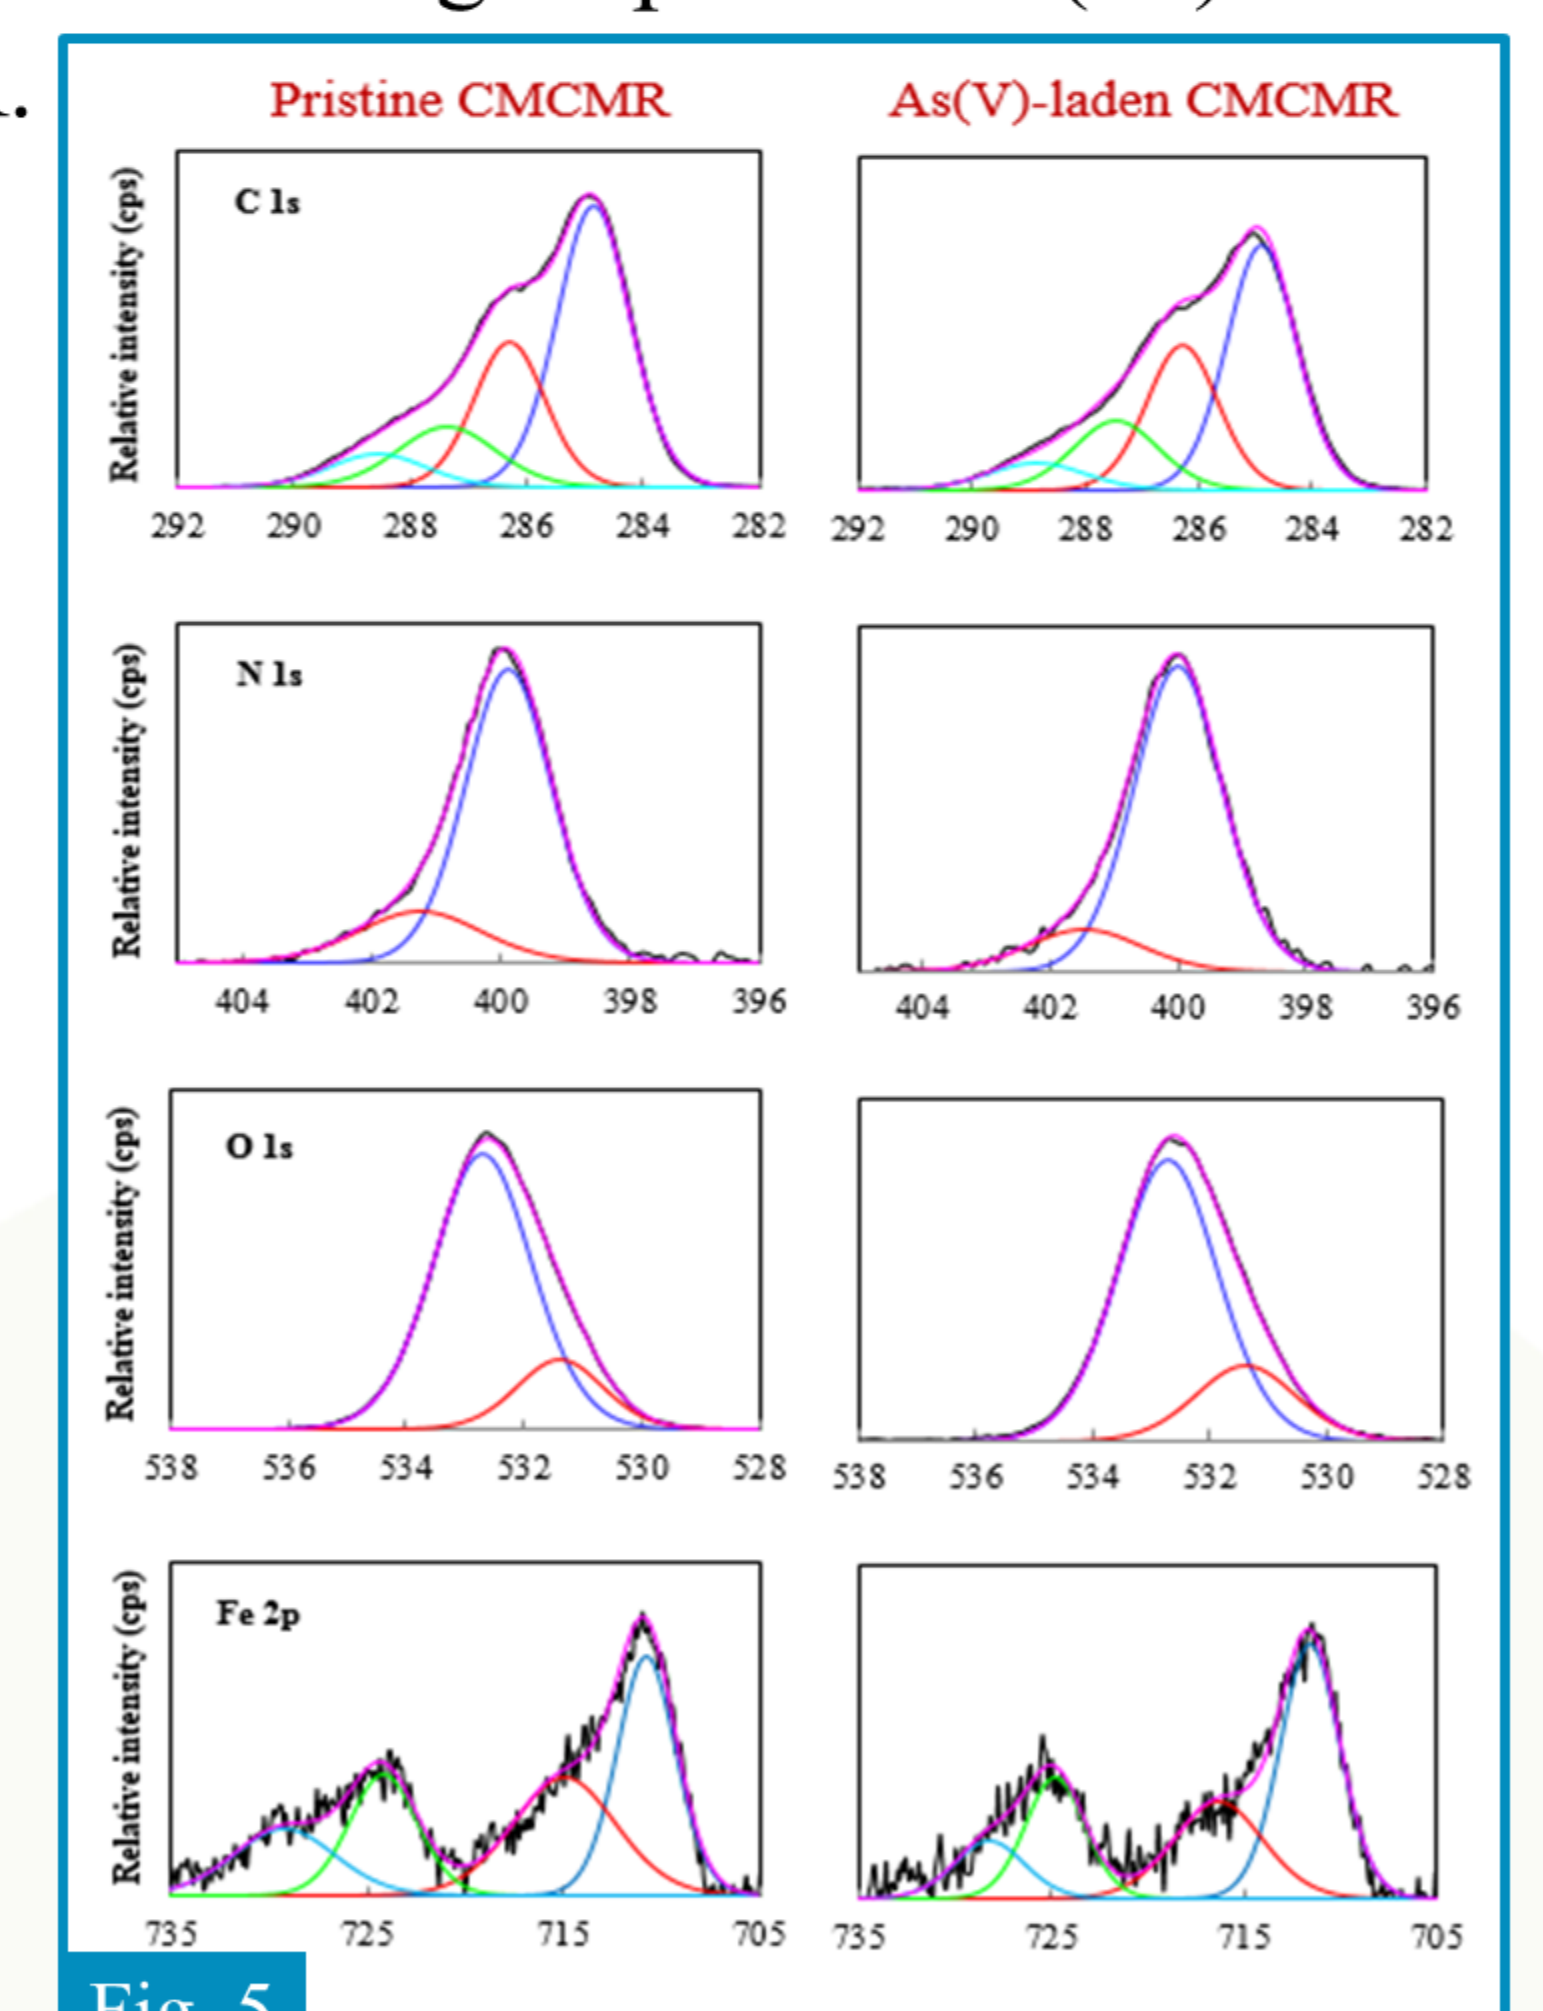 Pristine CMCMR As(V)-laden CMCMR
Relative intensity (cps)
C 1s
292 290 288 286 284 282
292 290 288 286 284 282
Relative intensity (cps)
N 1s
404 402 400 398 396
404 402 400 398 396
Relative intensity (cps)
O 1s
538 536 534 532 530 528
538 536 534 532 530 528
Relative intensity (cps)
Fe 2p
735 725 715 705
735 725 715 705
Fig. 5